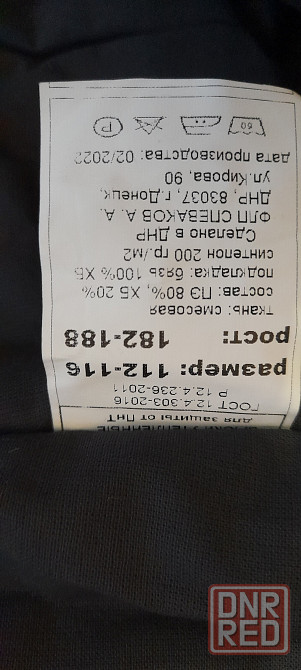 ...КИ УТЕПЛЕННЫЕ
для защиты от ПнТ
ГОСТ 12.4.303-2016
Р 12.4.236-2011
размер: 112-116
рост: 182-188
ткань: смесовая
состав: ПЭ 80%, ХБ 20%
подкладка: бязь 100% ХБ
синтепон 200 гр/м2
Сделано в ДНР
ФЛП СПЕВАКОВ А. А.
ДНР, 83037, г.Донецк,
ул.Кирова, 90
дата производства: 02/2022
60
P
DNR
RED